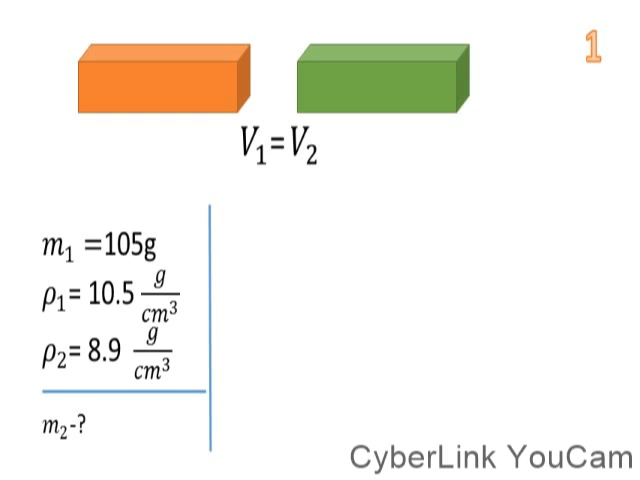 1
V₁=V₂
m₁ =105g
ρ₁= 10.5 g/cm³
ρ₂= 8.9 g/cm³
m₂-?
CyberLink YouCam